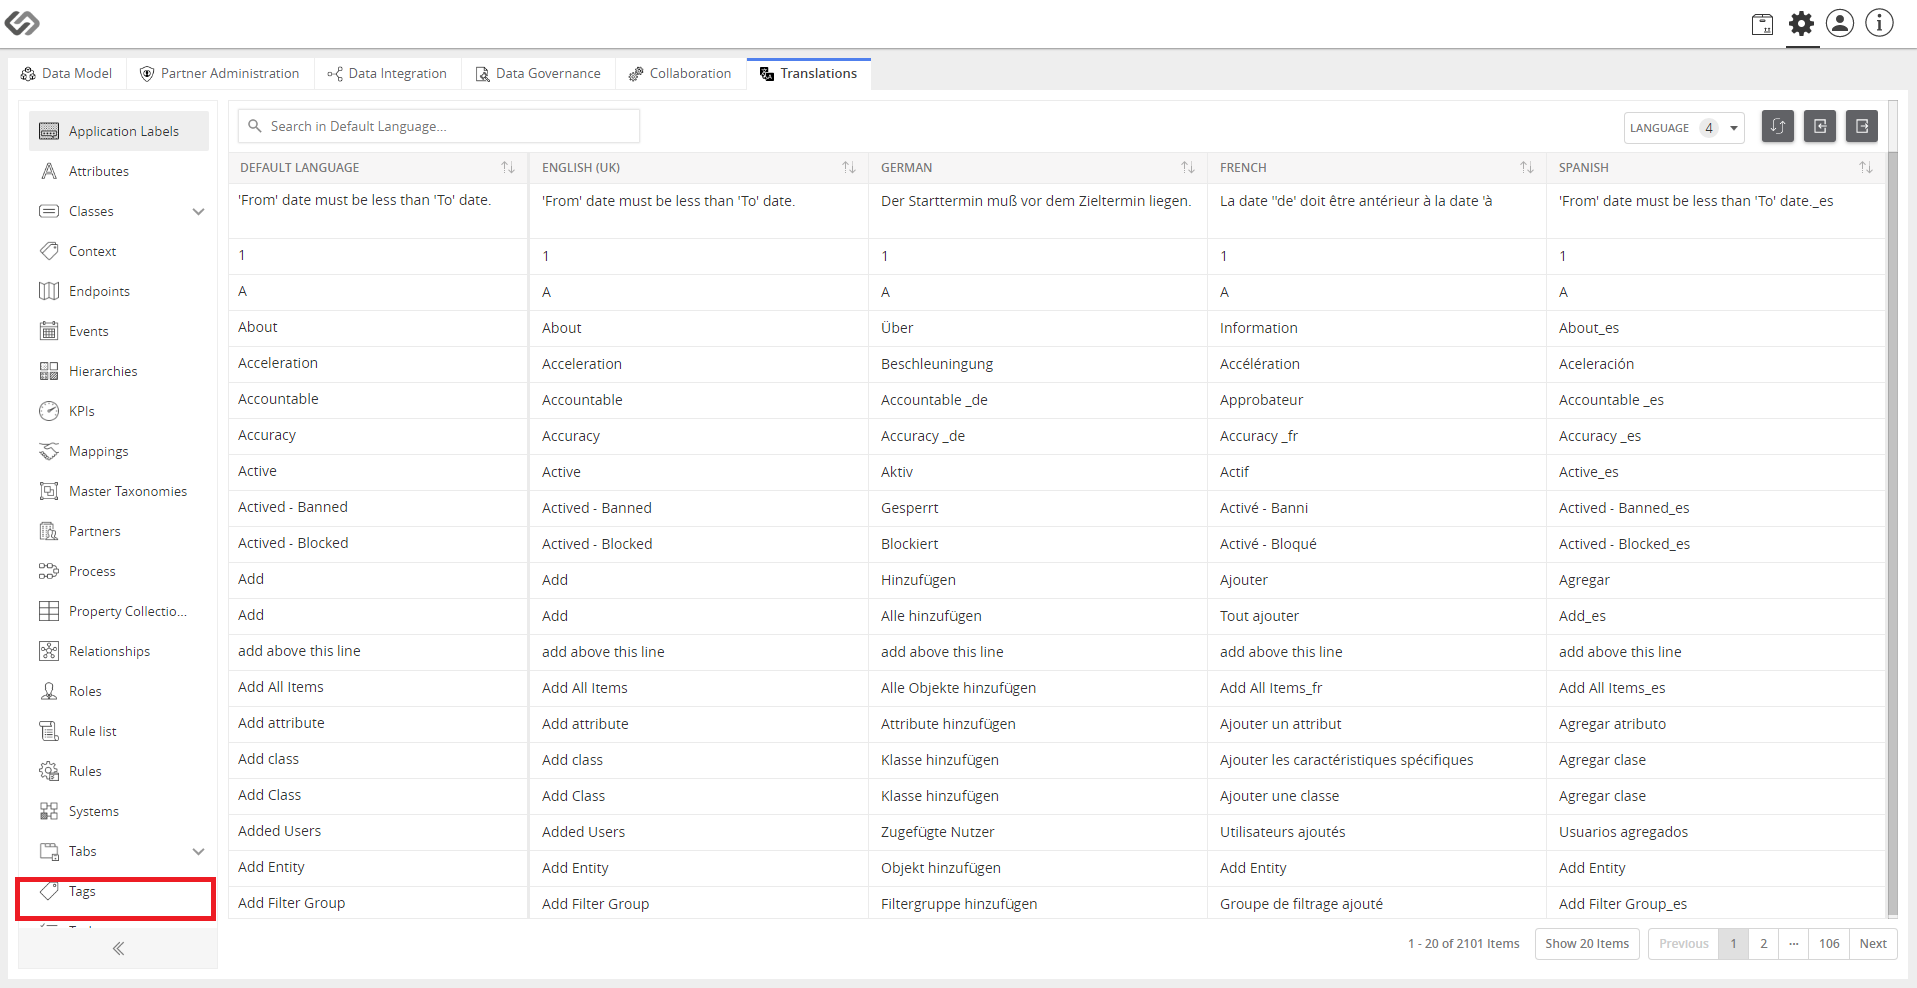 Data Model Partner Administration Data Integration Data Governance Collaboration Translations
Application Labels
Attributes
Classes
Context
Endpoints
Events
Hierarchies
KPIs
Mappings
Master Taxonomies
Partners
Process
Property Collectio...
Relationships
Roles
Rule list
Rules
Systems
Tabs
Tags
Search in Default Language...
LANGUAGE 4
DEFAULT LANGUAGE ENGLISH (UK) GERMAN FRENCH SPANISH
'From' date must be less than 'To' date. 'From' date must be less than 'To' date. Der Starttermin muß vor dem Zieltermin liegen. La date "de' doit être antérieur à la date 'à 'From' date must be less than 'To' date._es
1 1 1 1 1
A A A A A
About About Über Information About_es
Acceleration Acceleration Beschleuningung Accélération Aceleración
Accountable Accountable Accountable _de Approbateur Accountable _es
Accuracy Accuracy Accuracy _de Accuracy _fr Accuracy _es
Active Active Aktiv Actif Active_es
Actived - Banned Actived - Banned Gesperrt Activé - Banni Actived - Banned_es
Actived - Blocked Actived - Blocked Blockiert Activé - Bloqué Actived - Blocked_es
Add Add Hinzufügen Ajouter Agregar
Add Add Alle hinzufügen Tout ajouter Add_es
add above this line add above this line add above this line add above this line add above this line
Add All Items Add All Items Alle Objekte hinzufügen Add All Items_fr Add All Items_es
Add attribute Add attribute Attribute hinzufügen Ajouter un attribut Agregar atributo
Add class Add class Klasse hinzufügen Ajouter les caractéristiques spécifiques Agregar clase
Add Class Add Class Klasse hinzufügen Ajouter une classe Agregar clase
Added Users Added Users Zugefügte Nutzer Utilisateurs ajoutés Usuarios agregados
Add Entity Add Entity Objekt hinzufügen Add Entity Add Entity
Add Filter Group Add Filter Group Filtergruppe hinzufügen Groupe de filtrage ajouté Add Filter Group_es
1 - 20 of 2101 Items Show 20 Items Previous 1 2 ... 106 Next